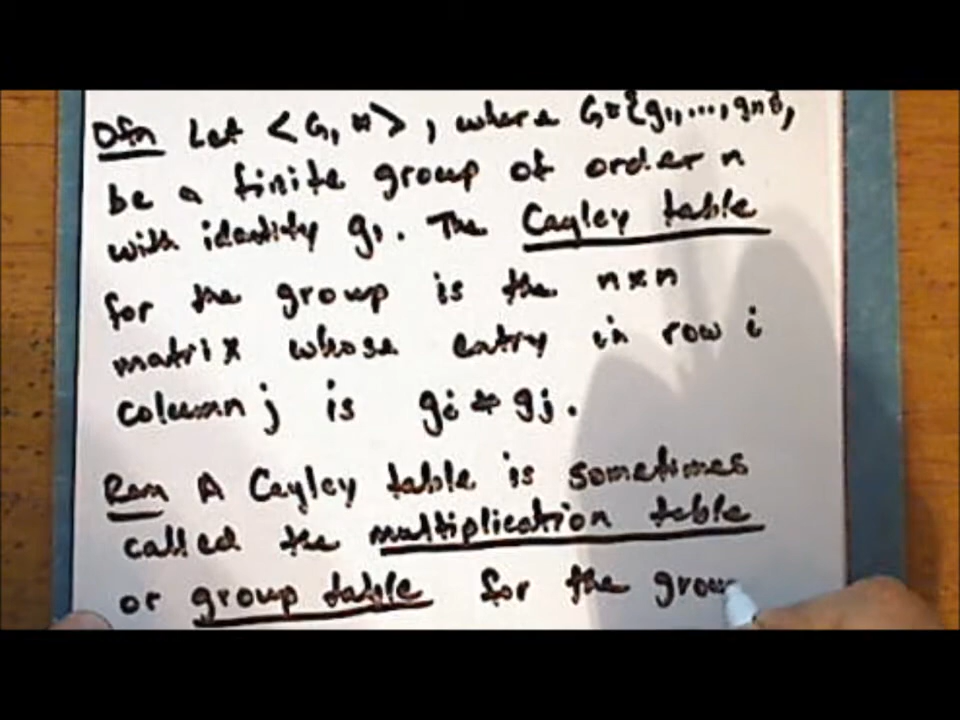 Dfn Let <G, *>, where G={g₁,...,gₙ},
be a finite group of order n
with identity g₁. The Cayley table
for the group is the n×n
matrix whose entry in row i
column j is gᵢ * gⱼ.
Rem A Cayley table is sometimes
called the multiplication table
or group table for the grou